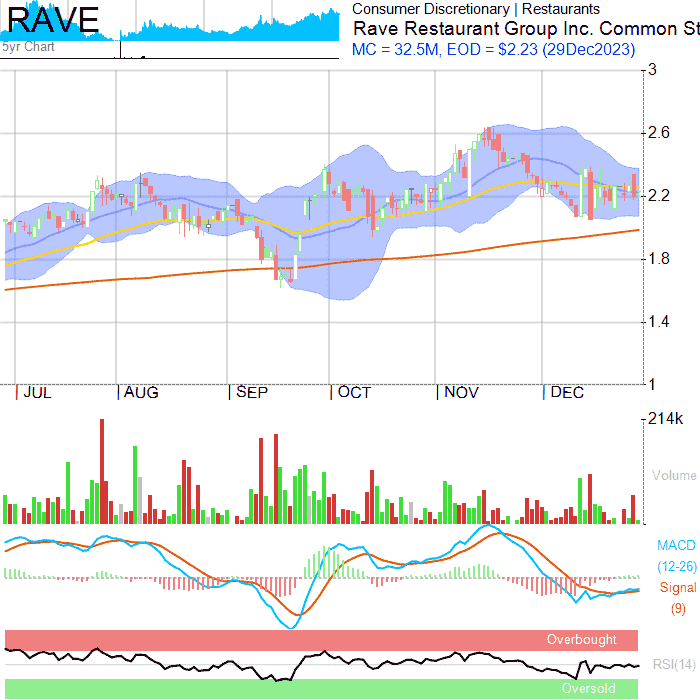 RAVE
5yr Chart
Consumer Discretionary | Restaurants
Rave Restaurant Group Inc. Common St
MC = 32.5M, EOD = $2.23 (29Dec2023)
3
2.6
2.2
1.8
1.4
1
JUL AUG SEP OCT NOV DEC
214k
Volume
MACD
(12-26)
Signal
(9)
Overbought
RSI(14)
Oversold